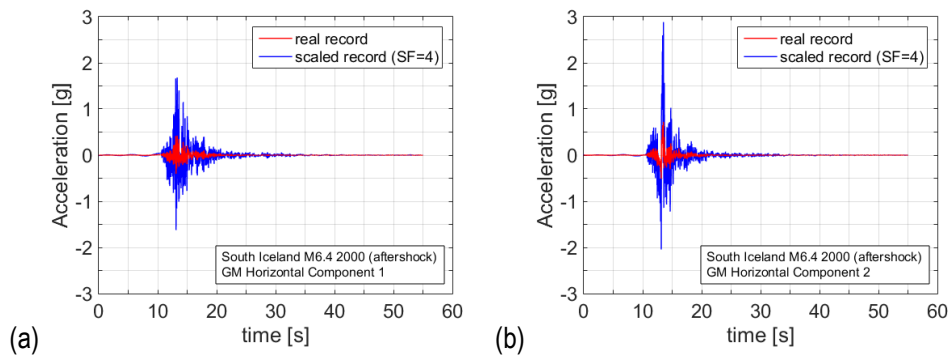 3
2
1
0
-1
-2
-3
Acceleration [g]
real record
scaled record (SF=4)
South Iceland M6.4 2000 (aftershock)
GM Horizontal Component 1
0 10 20 30 40 50 60
time [s]
(a)
3
2
1
0
-1
-2
-3
Acceleration [g]
real record
scaled record (SF=4)
South Iceland M6.4 2000 (aftershock)
GM Horizontal Component 2
0 10 20 30 40 50 60
time [s]
(b)